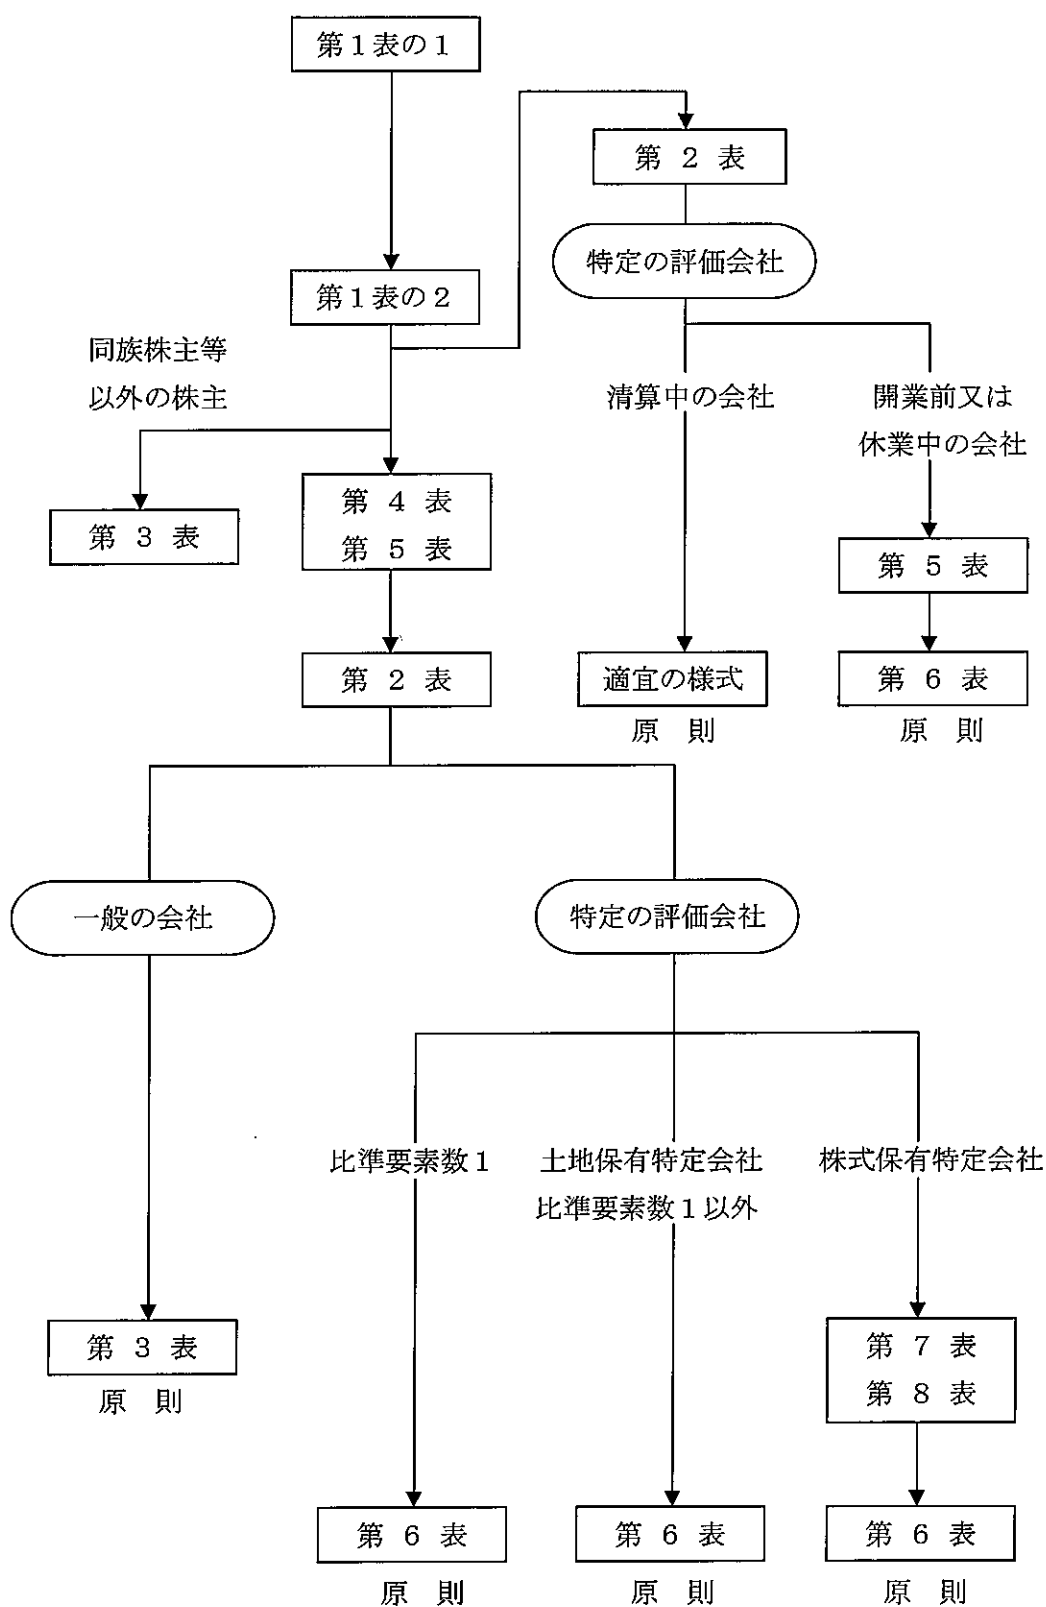 第1表の1
第 2 表
特定の評価会社
第1表の2
同族株主等
以外の株主
清算中の会社
開業前又は
休業中の会社
第 3 表
第 4 表
第 5 表
第 5 表
第 2 表
適宜の様式
原 則
第 6 表
原 則
一般の会社
特定の評価会社
比準要素数1
土地保有特定会社
比準要素数1以外
株式保有特定会社
第 3 表
原 則
第 7 表
第 8 表
第 6 表
原 則
第 6 表
原 則
第 6 表
原 則